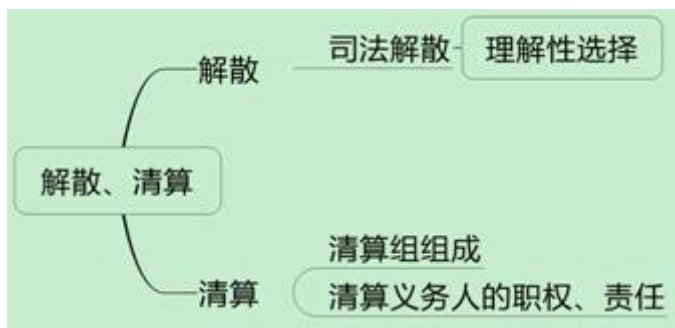 解散、清算
解散
司法解散
理解性选择
清算
清算组组成
清算义务人的职权、责任